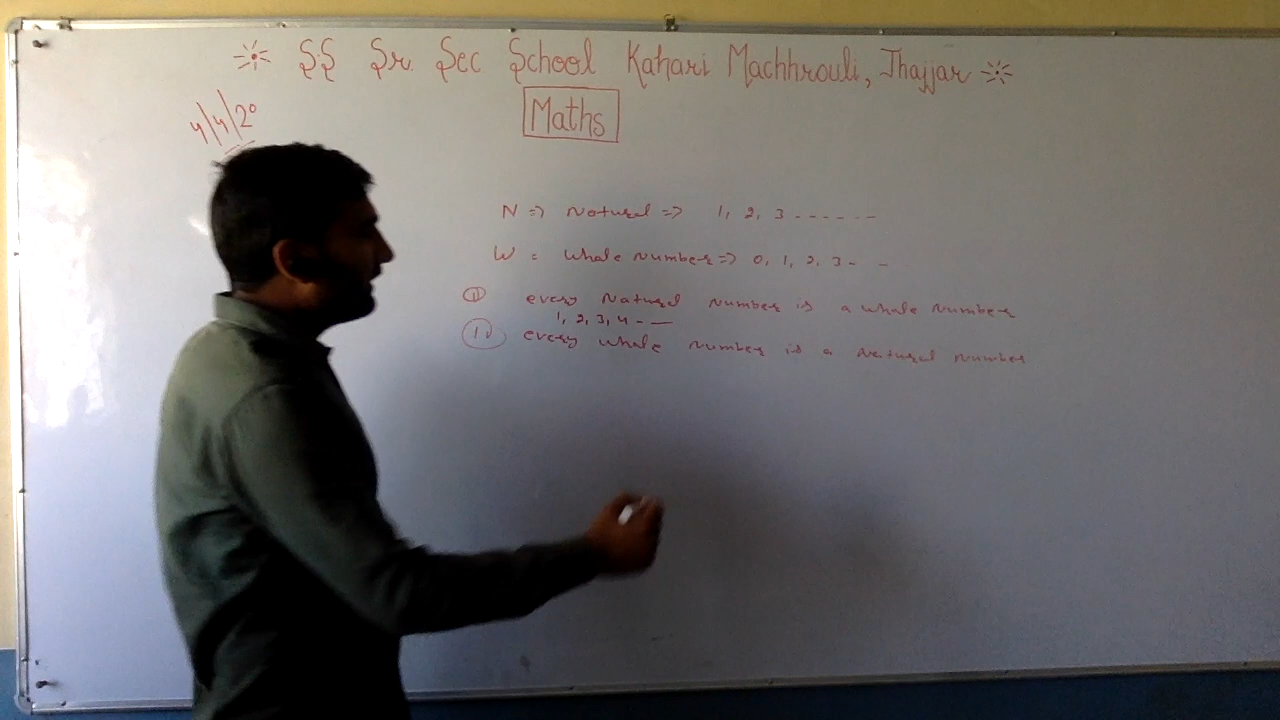 S.S Sr. Sec School Kahari Machhrouli, Jhajjar
4/4/20
Maths
N => Natural => 1, 2, 3 ------
W = Whole Number => 0, 1, 2, 3 - -
(i) every Natural Number is a whole Number
1, 2, 3, 4 - —
(ii) every whole Number is a Natural Number